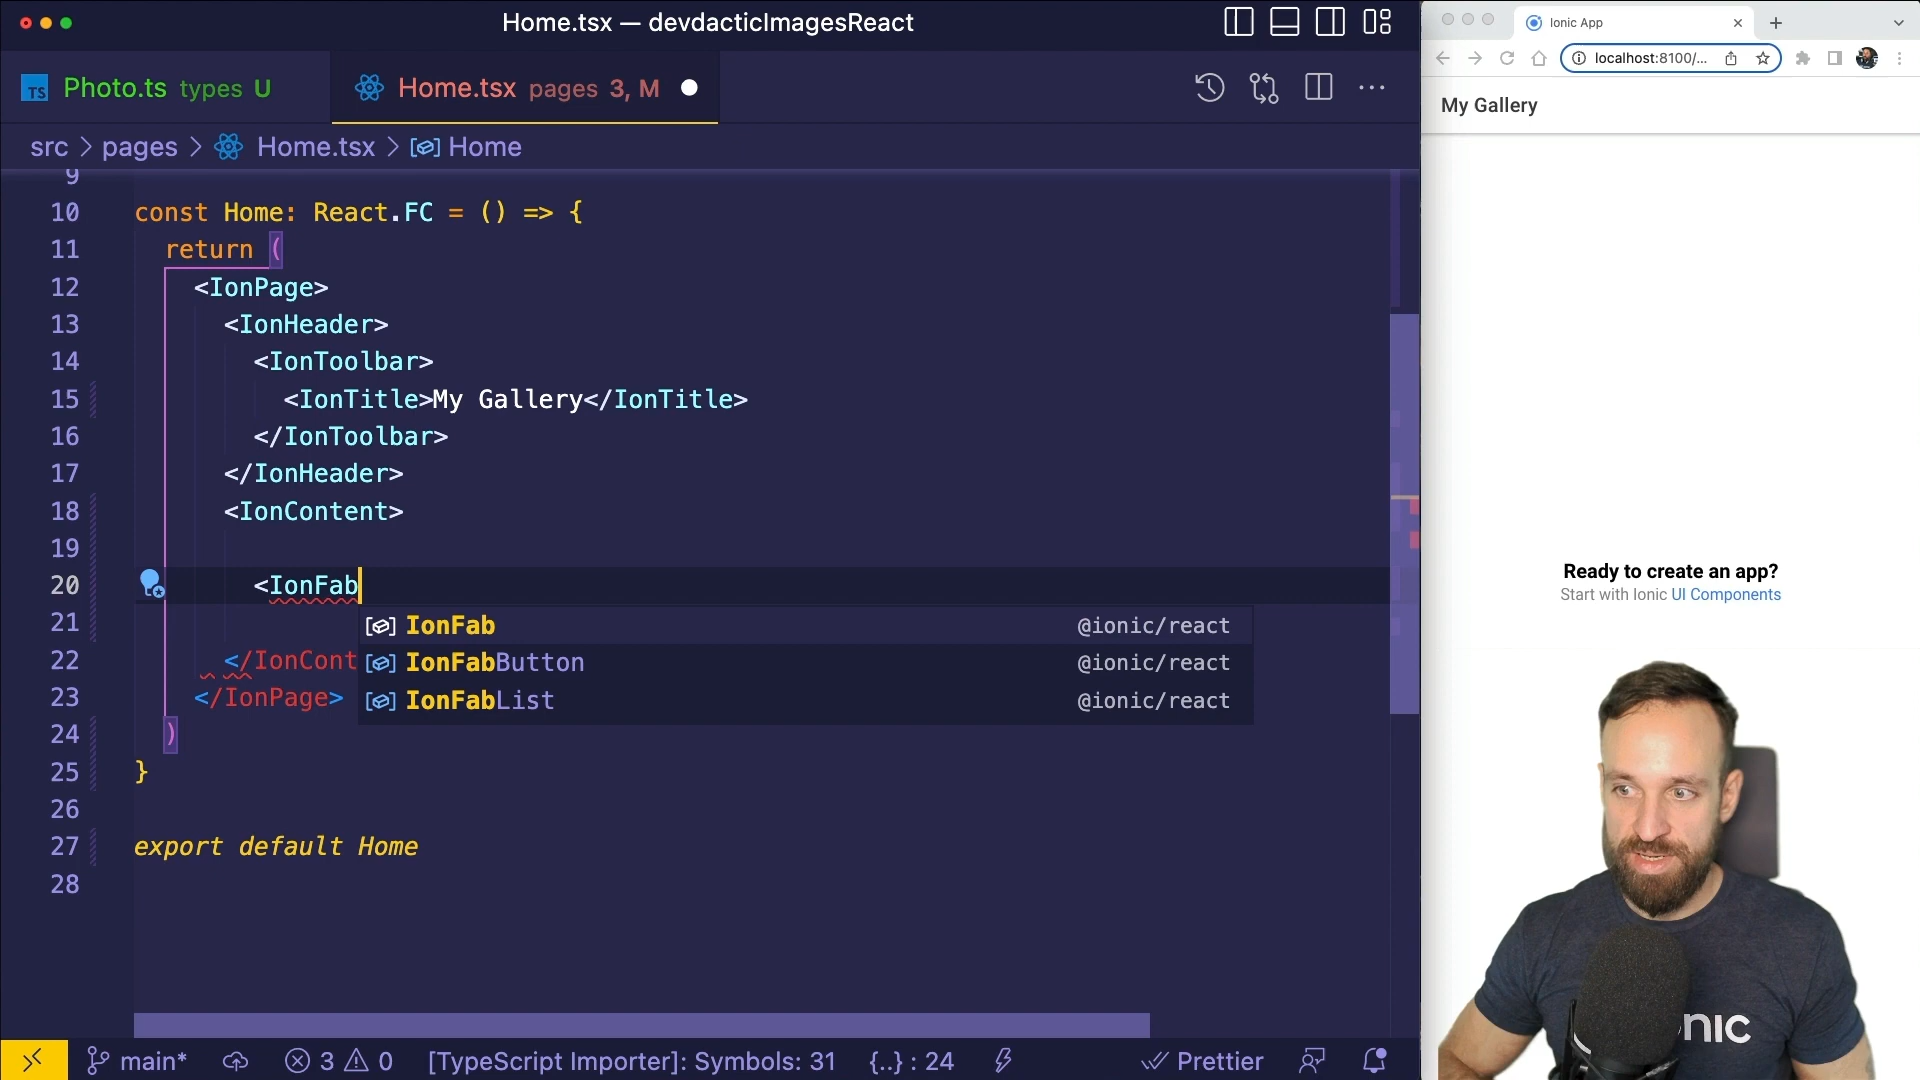 Home.tsx — devdacticImagesReact
TS Photo.ts types U
Home.tsx pages 3, M
src > pages > Home.tsx > Home
9
10 const Home: React.FC = () => {
11 return (
12 <IonPage>
13 <IonHeader>
14 <IonToolbar>
15 <IonTitle>My Gallery</IonTitle>
16 </IonToolbar>
17 </IonHeader>
18 <IonContent>
19
20 <IonFab
21
22 </IonCont
23 </IonPage>
24 )
25 }
26
27 export default Home
28
IonFab @ionic/react
IonFabButton @ionic/react
IonFabList @ionic/react
main* 3 0 [TypeScript Importer]: Symbols: 31 {..} : 24 Prettier
Ionic App
localhost:8100/...
My Gallery
Ready to create an app?
Start with Ionic UI Components
nic